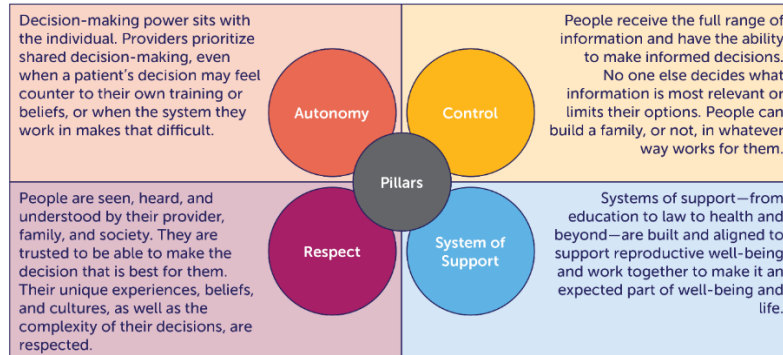 Decision-making power sits with
the individual. Providers prioritize
shared decision-making, even
when a patient's decision may feel
counter to their own training or
beliefs, or when the system they
work in makes that difficult.
Autonomy
Control
People receive the full range of
information and have the ability
to make informed decisions.
No one else decides what
information is most relevant or
limits their options. People can
build a family, or not, in whatever
way works for them.
Pillars
People are seen, heard, and
understood by their provider,
family, and society. They are
trusted to be able to make the
decision that is best for them.
Their unique experiences, beliefs,
and cultures, as well as the
complexity of their decisions, are
respected.
Respect
System of
Support
Systems of support—from
education to law to health and
beyond—are built and aligned to
support reproductive well-being
and work together to make it an
expected part of well-being and
life.